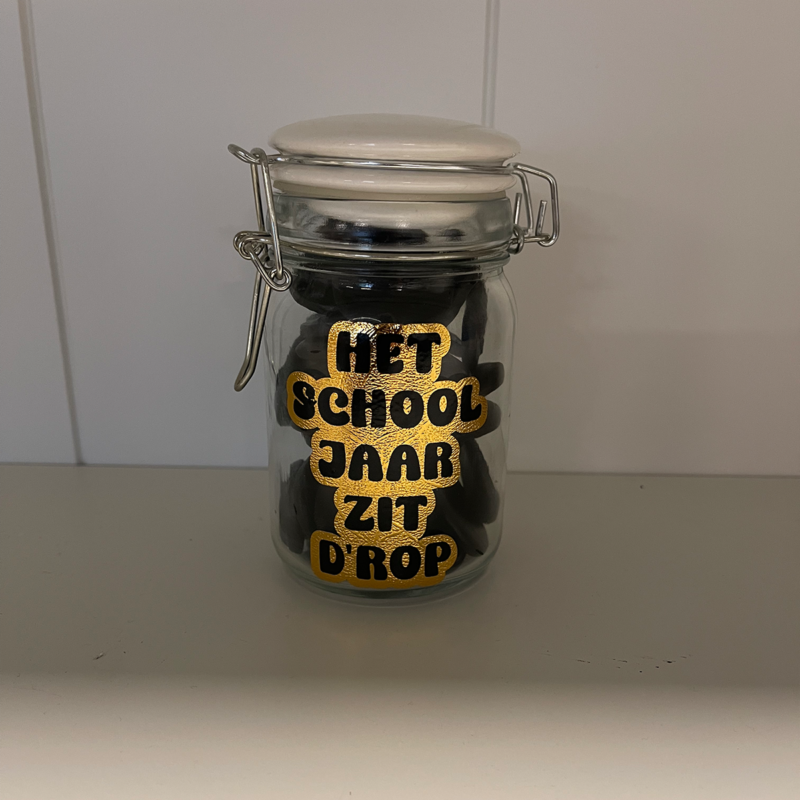 HET
SCHOOL
JAAR
ZIT
D'ROP